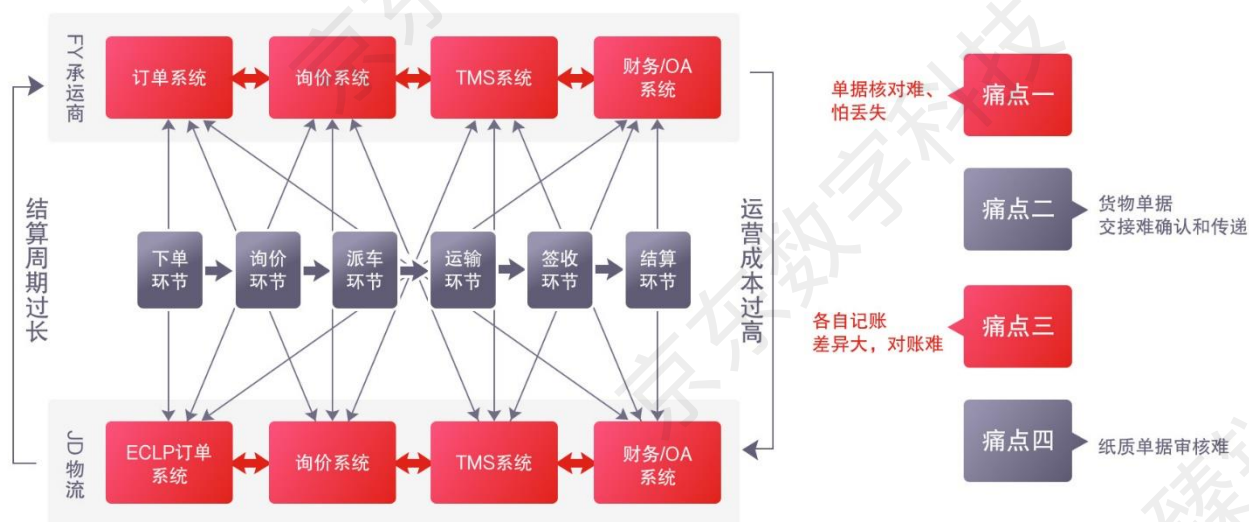 FY承运商
订单系统
询价系统
TMS系统
财务/OA
系统
单据核对难、
怕丢失
痛点一
痛点二
货物单据
交接难确认和传递
结算周期过长
下单
环节
询价
环节
派车
环节
运输
环节
签收
环节
结算
环节
运营成本过高
各自记账
差异大，对账难
痛点三
JD物流
ECLP订单
系统
询价系统
TMS系统
财务/OA
系统
痛点四
纸质单据审核难
京东数字科技